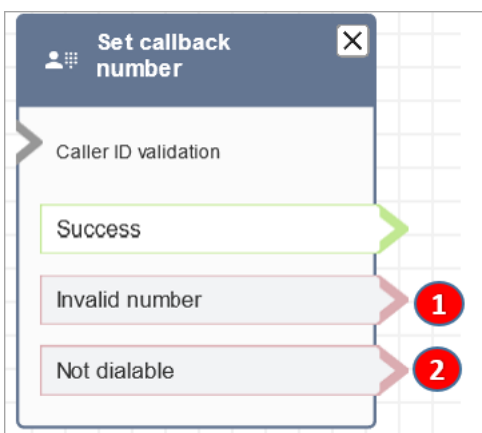 Set callback
number
Caller ID validation
Success
Invalid number
1
Not dialable
2